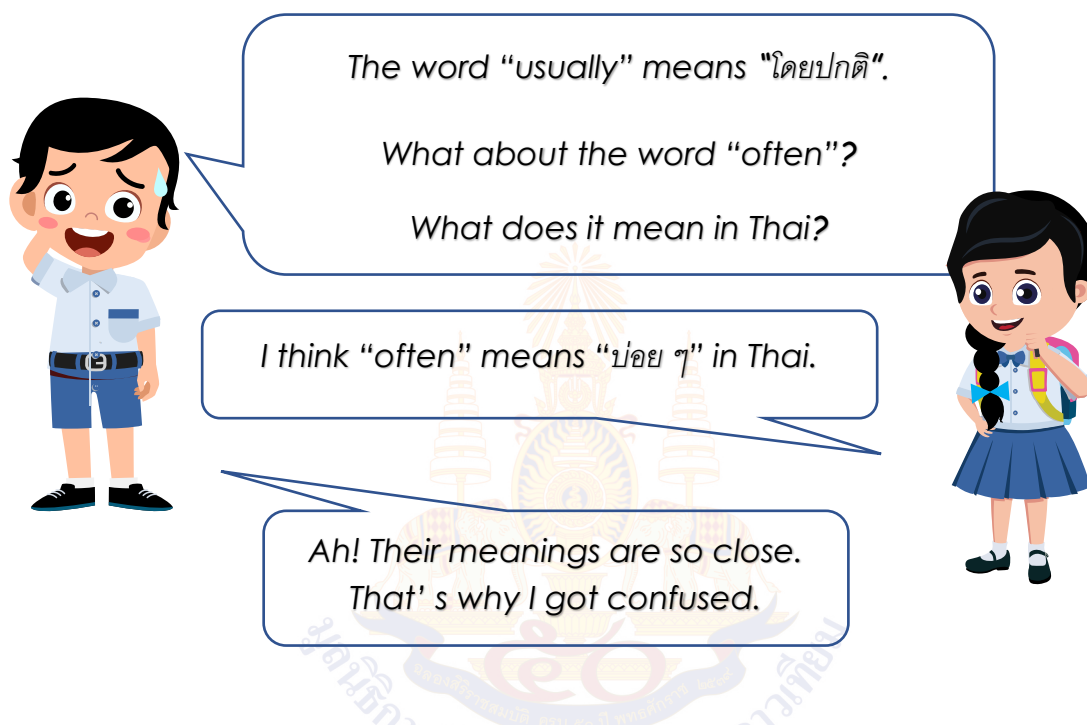 The word “usually” means "โดยปกติ".
What about the word “often”?
What does it mean in Thai?
I think “often” means “บ่อย ๆ” in Thai.
Ah! Their meanings are so close.
That’ s why I got confused.
๕๐